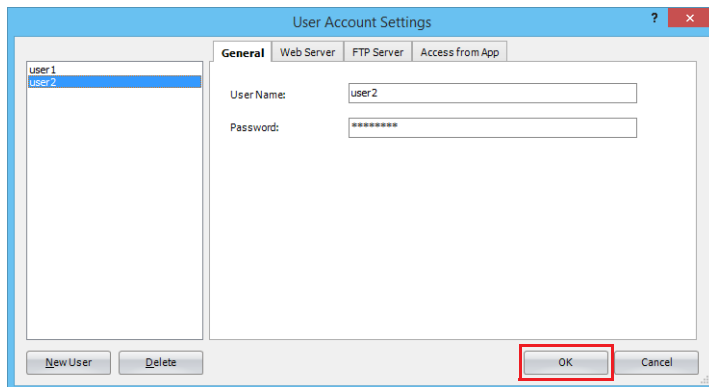 User Account Settings ? ×
General Web Server FTP Server Access from App
user1
user2
User Name: user2
Password: ********
New User Delete OK Cancel